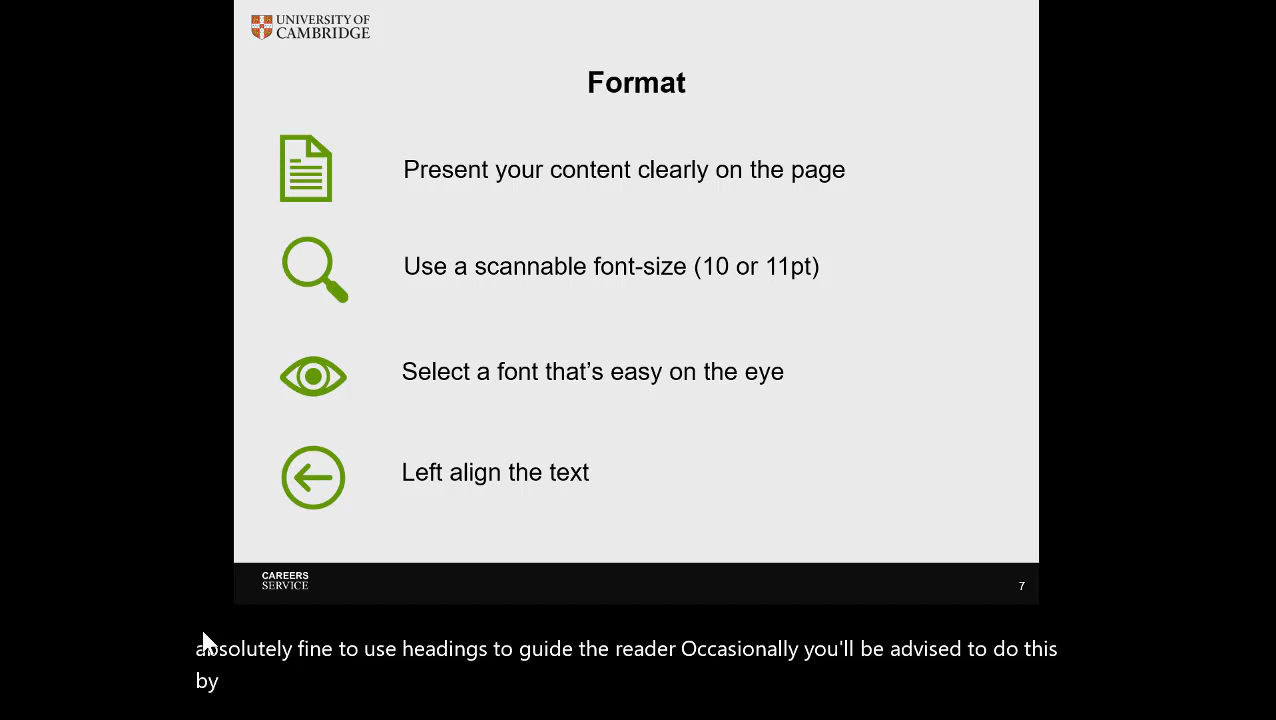 UNIVERSITY OF
CAMBRIDGE
Format
Present your content clearly on the page
Use a scannable font-size (10 or 11pt)
Select a font that’s easy on the eye
Left align the text
CAREERS
SERVICE
7
absolutely fine to use headings to guide the reader Occasionally you'll be advised to do this
by